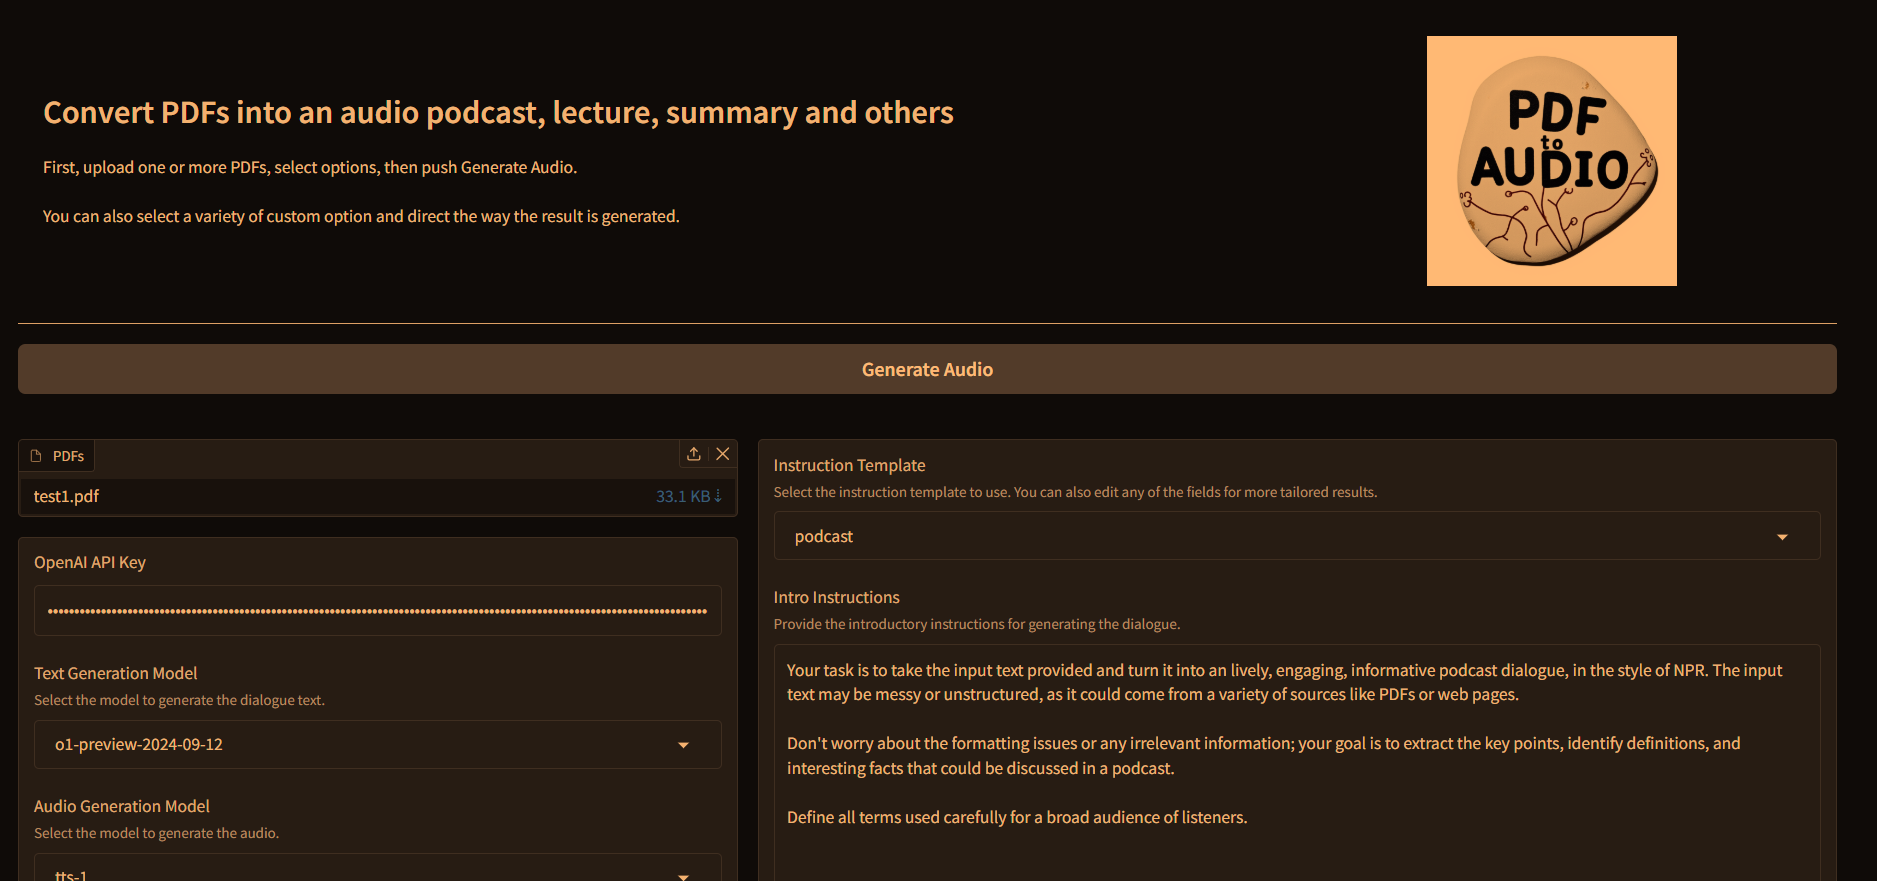 Convert PDFs into an audio podcast, lecture, summary and others
First, upload one or more PDFs, select options, then push Generate Audio.
You can also select a variety of custom option and direct the way the result is generated.
PDF
to
AUDIO
Generate Audio
PDFs
test1.pdf
33.1 KB ⇣
OpenAI API Key
Text Generation Model
Select the model to generate the dialogue text.
o1-preview-2024-09-12
Audio Generation Model
Select the model to generate the audio.
tts-1
Instruction Template
Select the instruction template to use. You can also edit any of the fields for more tailored results.
podcast
Intro Instructions
Provide the introductory instructions for generating the dialogue.
Your task is to take the input text provided and turn it into an lively, engaging, informative podcast dialogue, in the style of NPR. The input
text may be messy or unstructured, as it could come from a variety of sources like PDFs or web pages.
Don't worry about the formatting issues or any irrelevant information; your goal is to extract the key points, identify definitions, and
interesting facts that could be discussed in a podcast.
Define all terms used carefully for a broad audience of listeners.